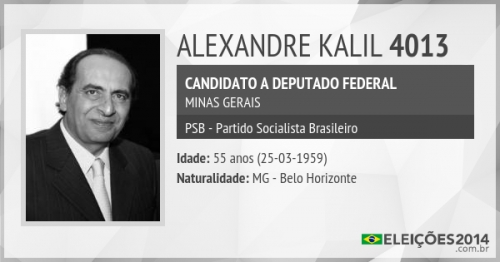 ALEXANDRE KALIL 4013
CANDIDATO A DEPUTADO FEDERAL
MINAS GERAIS
PSB - Partido Socialista Brasileiro
Idade: 55 anos (25-03-1959)
Naturalidade: MG - Belo Horizonte
ELEIÇÕES2014
.com.br